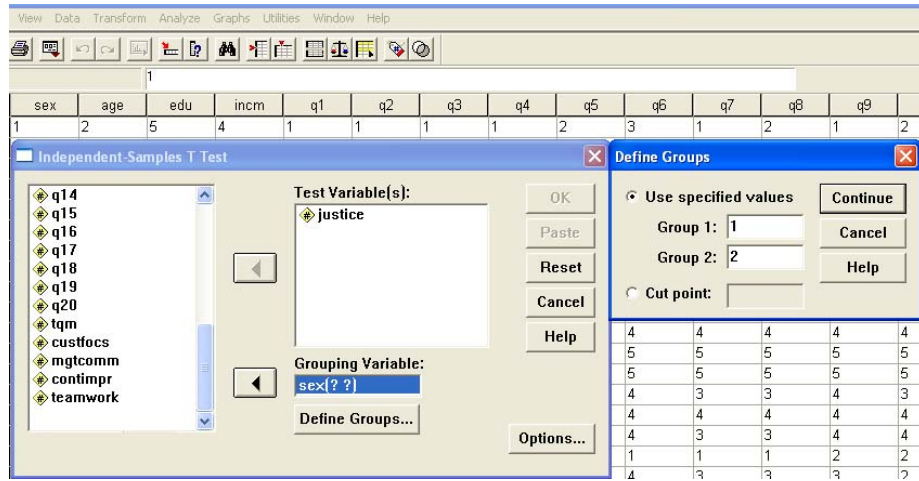 View Data Transform Analyze Graphs Utilities Window Help
1
sex age edu incm q1 q2 q3 q4 q5 q6 q7 q8 q9
1 2 5 4 1 1 1 1 2 3 1 2 1 2
Independent-Samples T Test
q14
q15
q16
q17
q18
q19
q20
tqm
custfocs
mgtcomm
contimpr
teamwork
Test Variable(s):
justice
Grouping Variable:
sex(? ?)
Define Groups...
OK
Paste
Reset
Cancel
Help
Options...
Define Groups
Use specified values
Group 1: 1
Group 2: 2
Cut point:
Continue
Cancel
Help
4 4 4 4 4
5 5 5 5 5
5 5 5 5 5
4 3 3 4 3
4 4 4 4 4
4 3 3 4 4
1 1 1 2 2
4 3 3 3 2